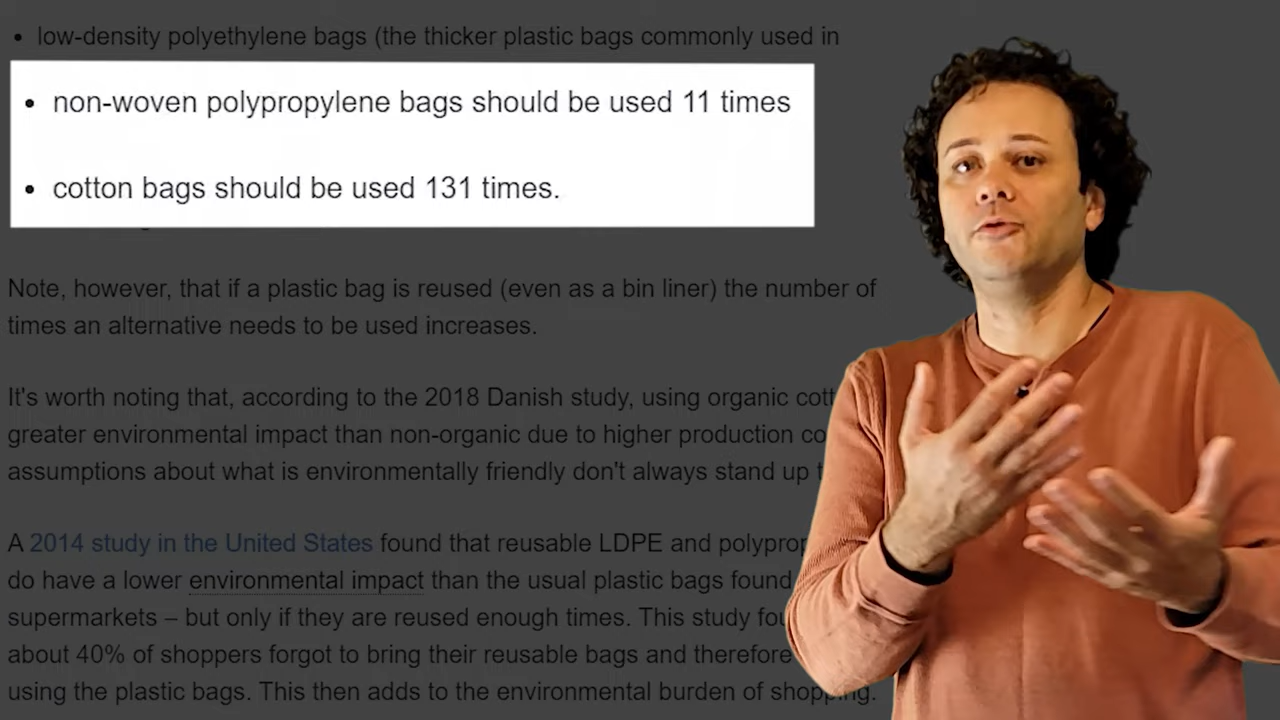 • low-density polyethylene bags (the thicker plastic bags commonly used in
• non-woven polypropylene bags should be used 11 times
• cotton bags should be used 131 times.
Note, however, that if a plastic bag is reused (even as a bin liner) the number of
times an alternative needs to be used increases.
It's worth noting that, according to the 2018 Danish study, using organic
greater environmental impact than non-organic due to higher production
assumptions about what is environmentally friendly don't always stand up
A 2014 study in the United States found that reusable LDPE and
do have a lower environmental impact than the usual plastic bags found
supermarkets – but only if they are reused enough times. This study
about 40% of shoppers forgot to bring their reusable bags and therefore
using the plastic bags. This then adds to the environmental burden of shopping.